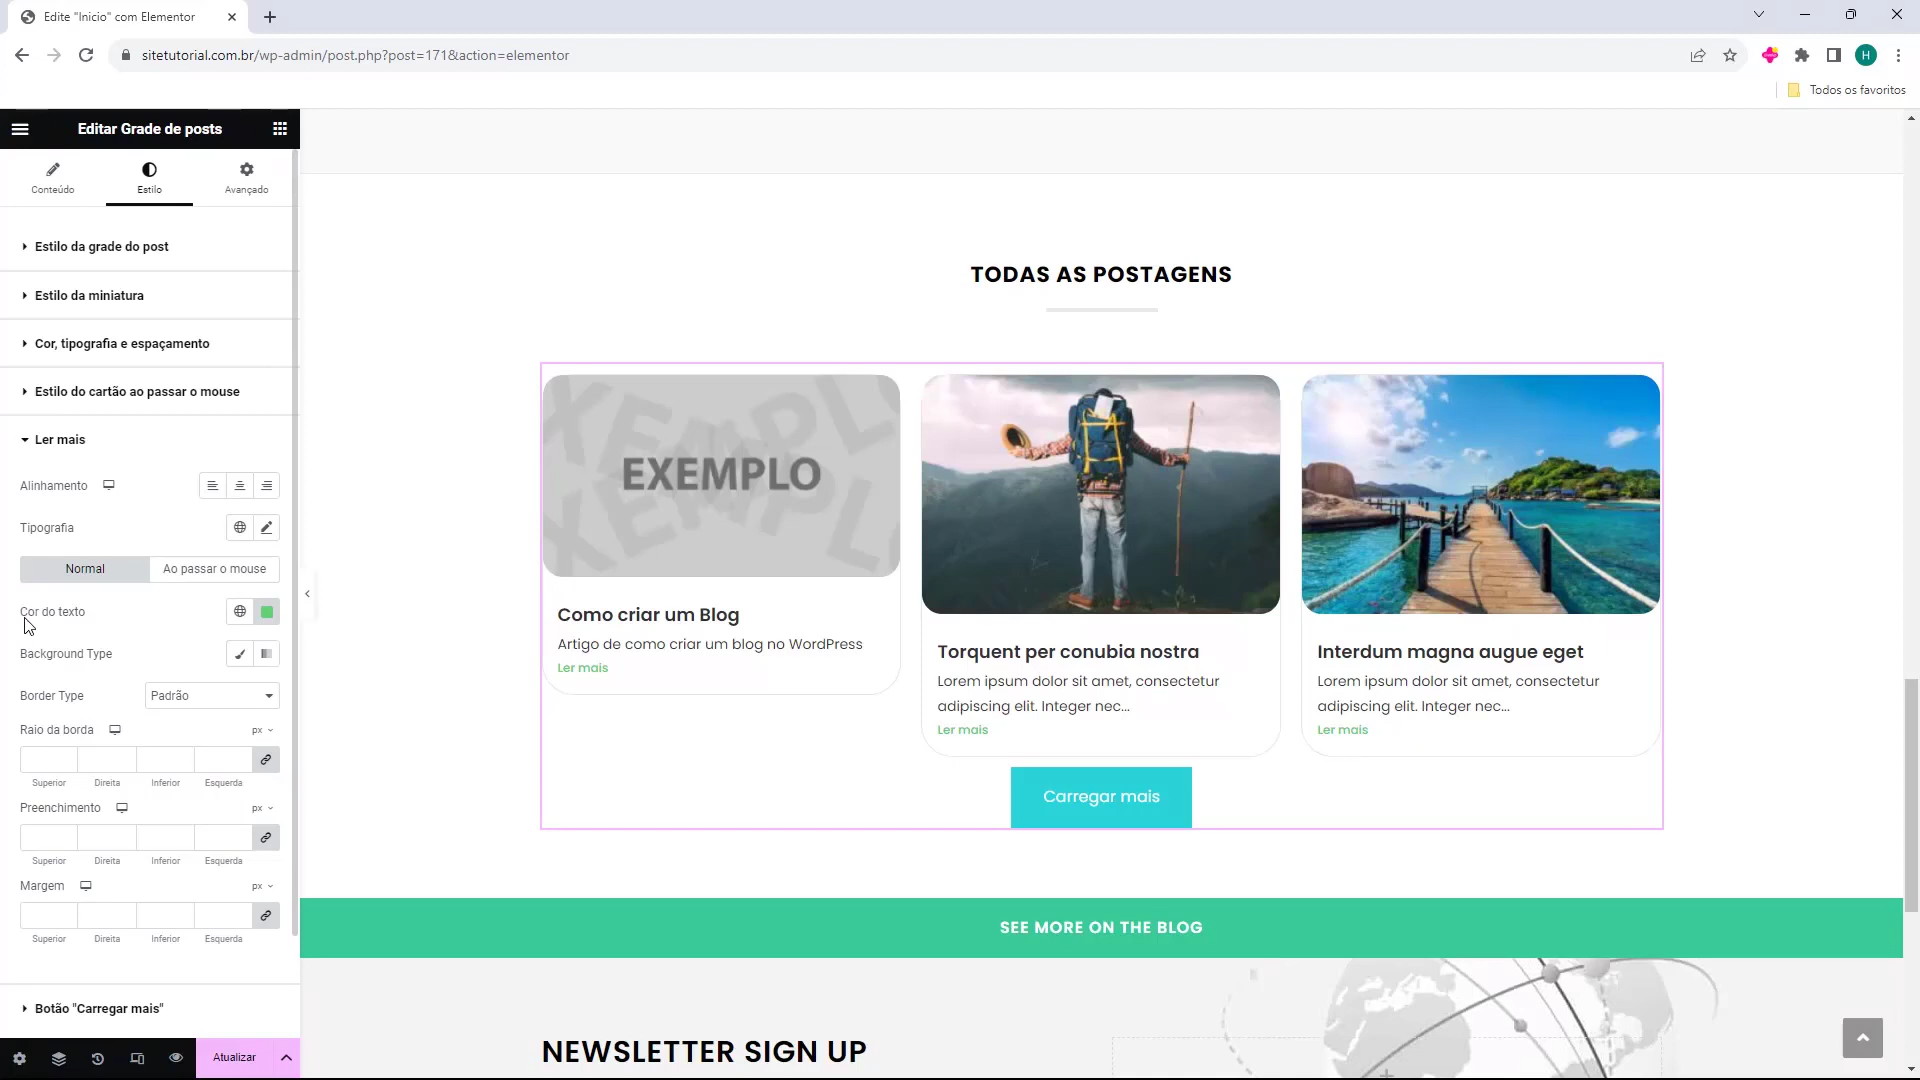 Edite "Inicio" com Elementor
sitetutorial.com.br/wp-admin/post.php?post=171&action=elementor
H
Todos os favoritos
Editar Grade de posts
Conteúdo
Estilo
Avançado
Estilo da grade do post
Estilo da miniatura
Cor, tipografia e espaçamento
Estilo do cartão ao passar o mouse
Ler mais
Alinhamento
Tipografia
Normal
Ao passar o mouse
Cor do texto
Background Type
Border Type
Padrão
Raio da borda
px
Superior
Direita
Inferior
Esquerda
Preenchimento
px
Superior
Direita
Inferior
Esquerda
Margem
px
Superior
Direita
Inferior
Esquerda
Botão "Carregar mais"
Atualizar
TODAS AS POSTAGENS
EXEMPLO
Como criar um Blog
Artigo de como criar um blog no WordPress
Ler mais
Torquent per conubia nostra
Lorem ipsum dolor sit amet, consectetur
adipiscing elit. Integer nec...
Ler mais
Interdum magna augue eget
Lorem ipsum dolor sit amet, consectetur
adipiscing elit. Integer nec...
Ler mais
Carregar mais
SEE MORE ON THE BLOG
NEWSLETTER SIGN UP